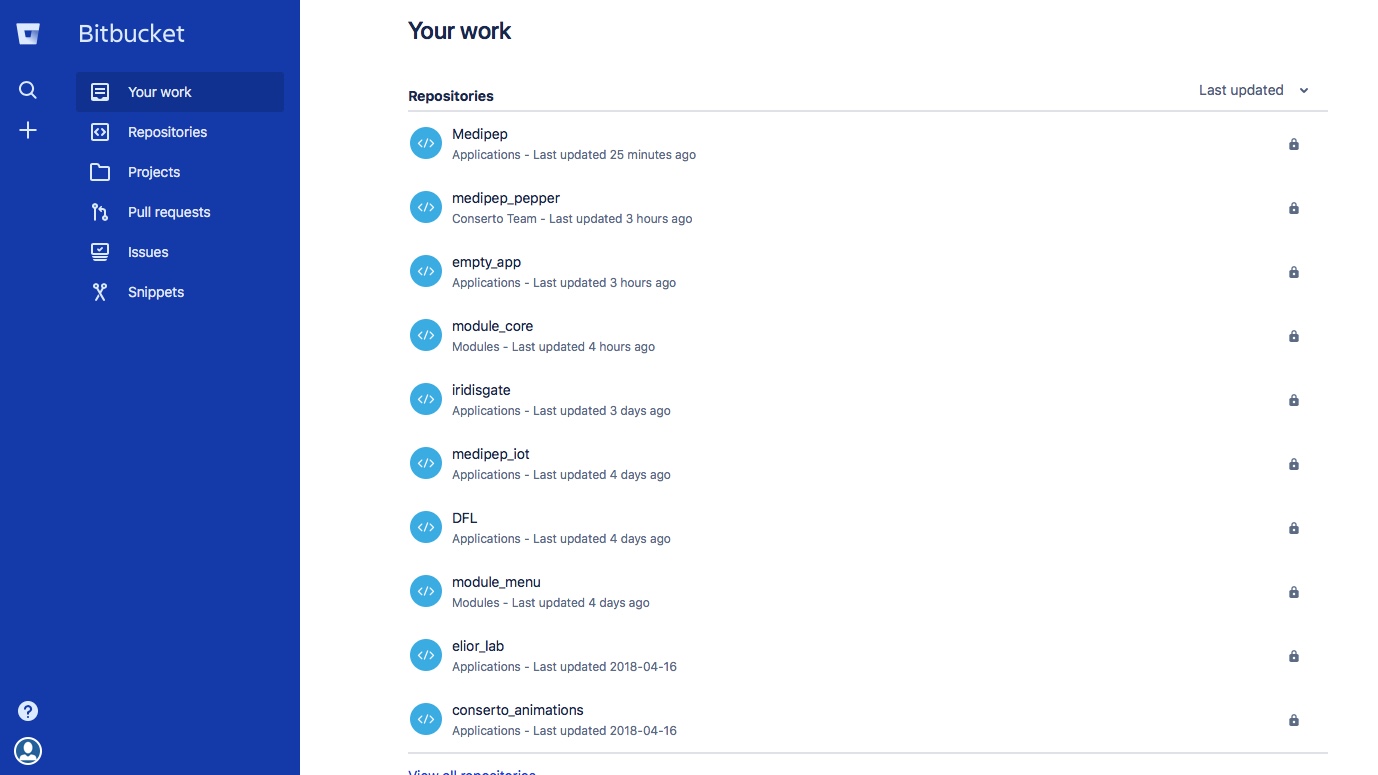 Bitbucket
Your work
Repositories
Projects
Pull requests
Issues
Snippets
Your work
Repositories
Last updated
Medipep
Applications - Last updated 25 minutes ago
medipep_pepper
Conserto Team - Last updated 3 hours ago
empty_app
Applications - Last updated 3 hours ago
module_core
Modules - Last updated 4 hours ago
iridisgate
Applications - Last updated 3 days ago
medipep_iot
Applications - Last updated 4 days ago
DFL
Applications - Last updated 4 days ago
module_menu
Modules - Last updated 4 days ago
elior_lab
Applications - Last updated 2018-04-16
conserto_animations
Applications - Last updated 2018-04-16
View all repositories